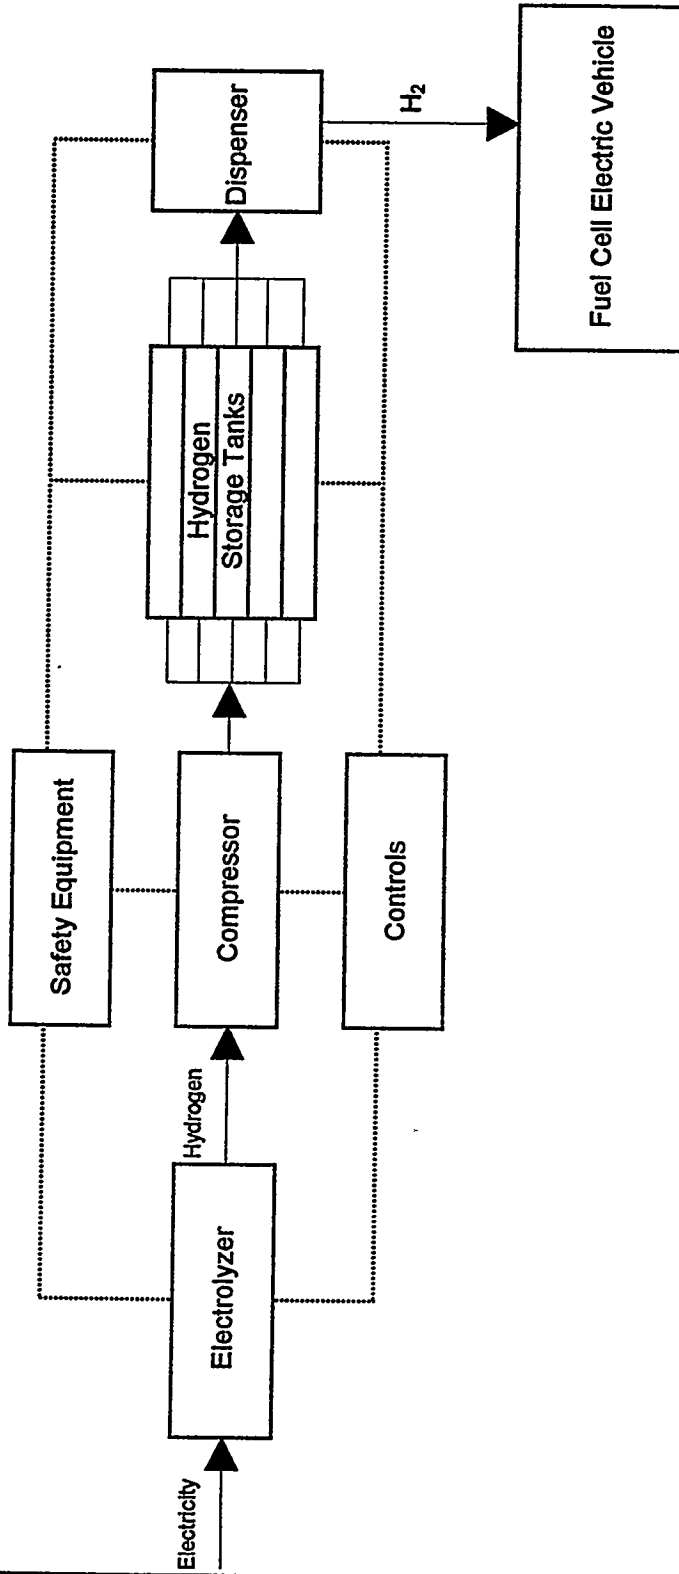 Electricity
Electrolyzer
Hydrogen
Safety Equipment
Compressor
Controls
Hydrogen
Storage Tanks
Dispenser
H₂
Fuel Cell Electric Vehicle